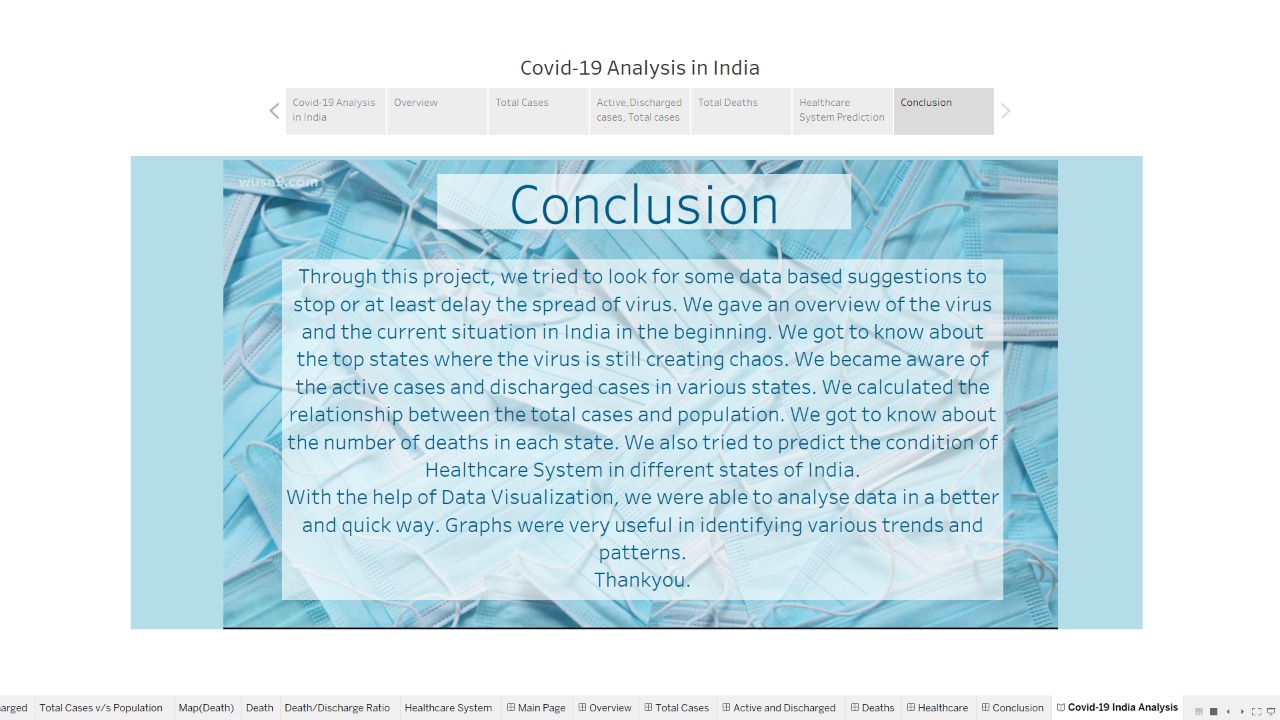 Covid-19 Analysis in India
Covid-19 Analysis
in India
Overview
Total Cases
Active,Discharged
cases, Total cases
Total Deaths
Healthcare
System Prediction
Conclusion
wusa9.com
Conclusion
Through this project, we tried to look for some data based suggestions to
stop or at least delay the spread of virus. We gave an overview of the virus
and the current situation in India in the beginning. We got to know about
the top states where the virus is still creating chaos. We became aware of
the active cases and discharged cases in various states. We calculated the
relationship between the total cases and population. We got to know about
the number of deaths in each state. We also tried to predict the condition of
Healthcare System in different states of India.
With the help of Data Visualization, we were able to analyse data in a better
and quick way. Graphs were very useful in identifying various trends and
patterns.
Thankyou.
arged Total Cases v/s Population Map(Death) Death Death/Discharge Ratio Healthcare System Main Page Overview Total Cases Active and Discharged Deaths Healthcare Conclusion Covid-19 India Analysis